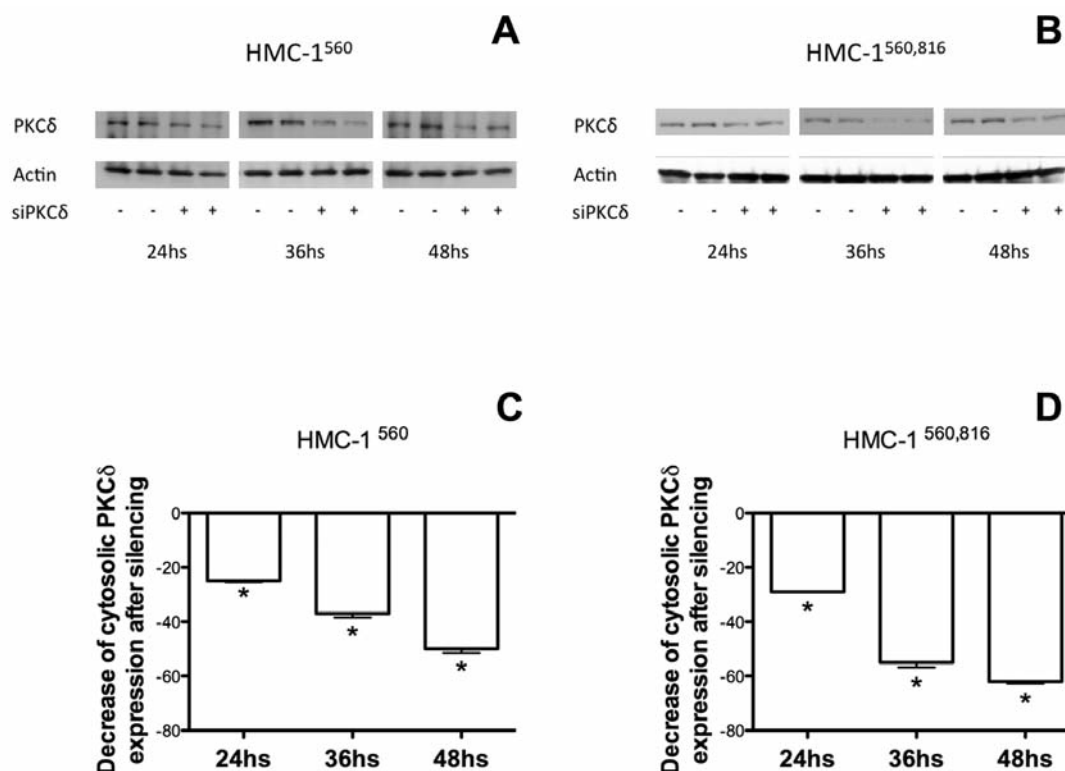 A
HMC-1560
PKCδ
Actin
siPKCδ - - + + - - + + - - + +
24hs 36hs 48hs
B
HMC-1560,816
PKCδ
Actin
siPKCδ - - + + - - + + - - + +
24hs 36hs 48hs
C
HMC-1 560
Decrease of cytosolic PKCδ
expression after silencing
0
-20
-40
-60
-80
*
*
*
24hs 36hs 48hs
D
HMC-1 560,816
Decrease of cytosolic PKCδ
expression after silencing
0
-20
-40
-60
-80
*
*
*
24hs 36hs 48hs